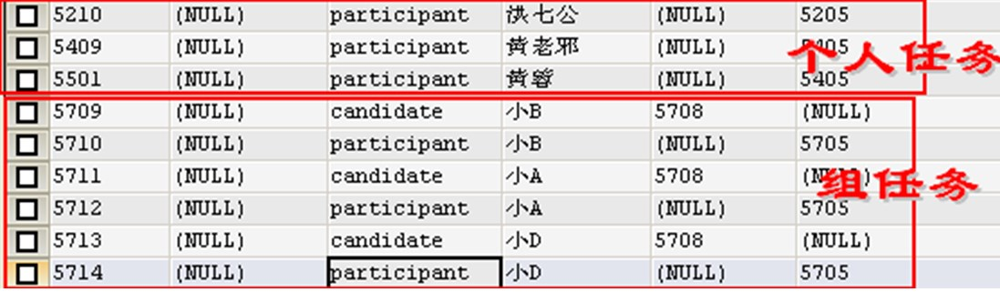 5210 (NULL) participant 洪七公 (NULL) 5205
5409 (NULL) participant 黄老邪 (NULL) 5405
个人任务
5501 (NULL) participant 黄蓉 (NULL) 5405
5709 (NULL) candidate 小B 5708 (NULL)
5710 (NULL) participant 小B (NULL) 5705
5711 (NULL) candidate 小A 5708 (NULL)
组任务
5712 (NULL) participant 小A (NULL) 5705
5713 (NULL) candidate 小D 5708 (NULL)
5714 (NULL) participant 小D (NULL) 5705